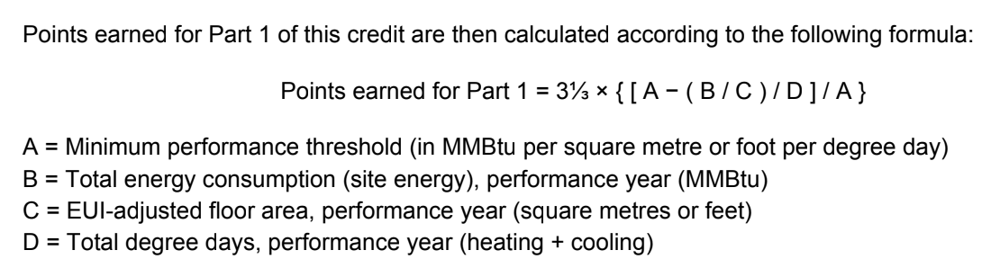 Points earned for Part 1 of this credit are then calculated according to the following formula:
Points earned for Part 1 = 3⅓ × { [ A − ( B / C ) / D ] / A }
A = Minimum performance threshold (in MMBtu per square metre or foot per degree day)
B = Total energy consumption (site energy), performance year (MMBtu)
C = EUI-adjusted floor area, performance year (square metres or feet)
D = Total degree days, performance year (heating + cooling)